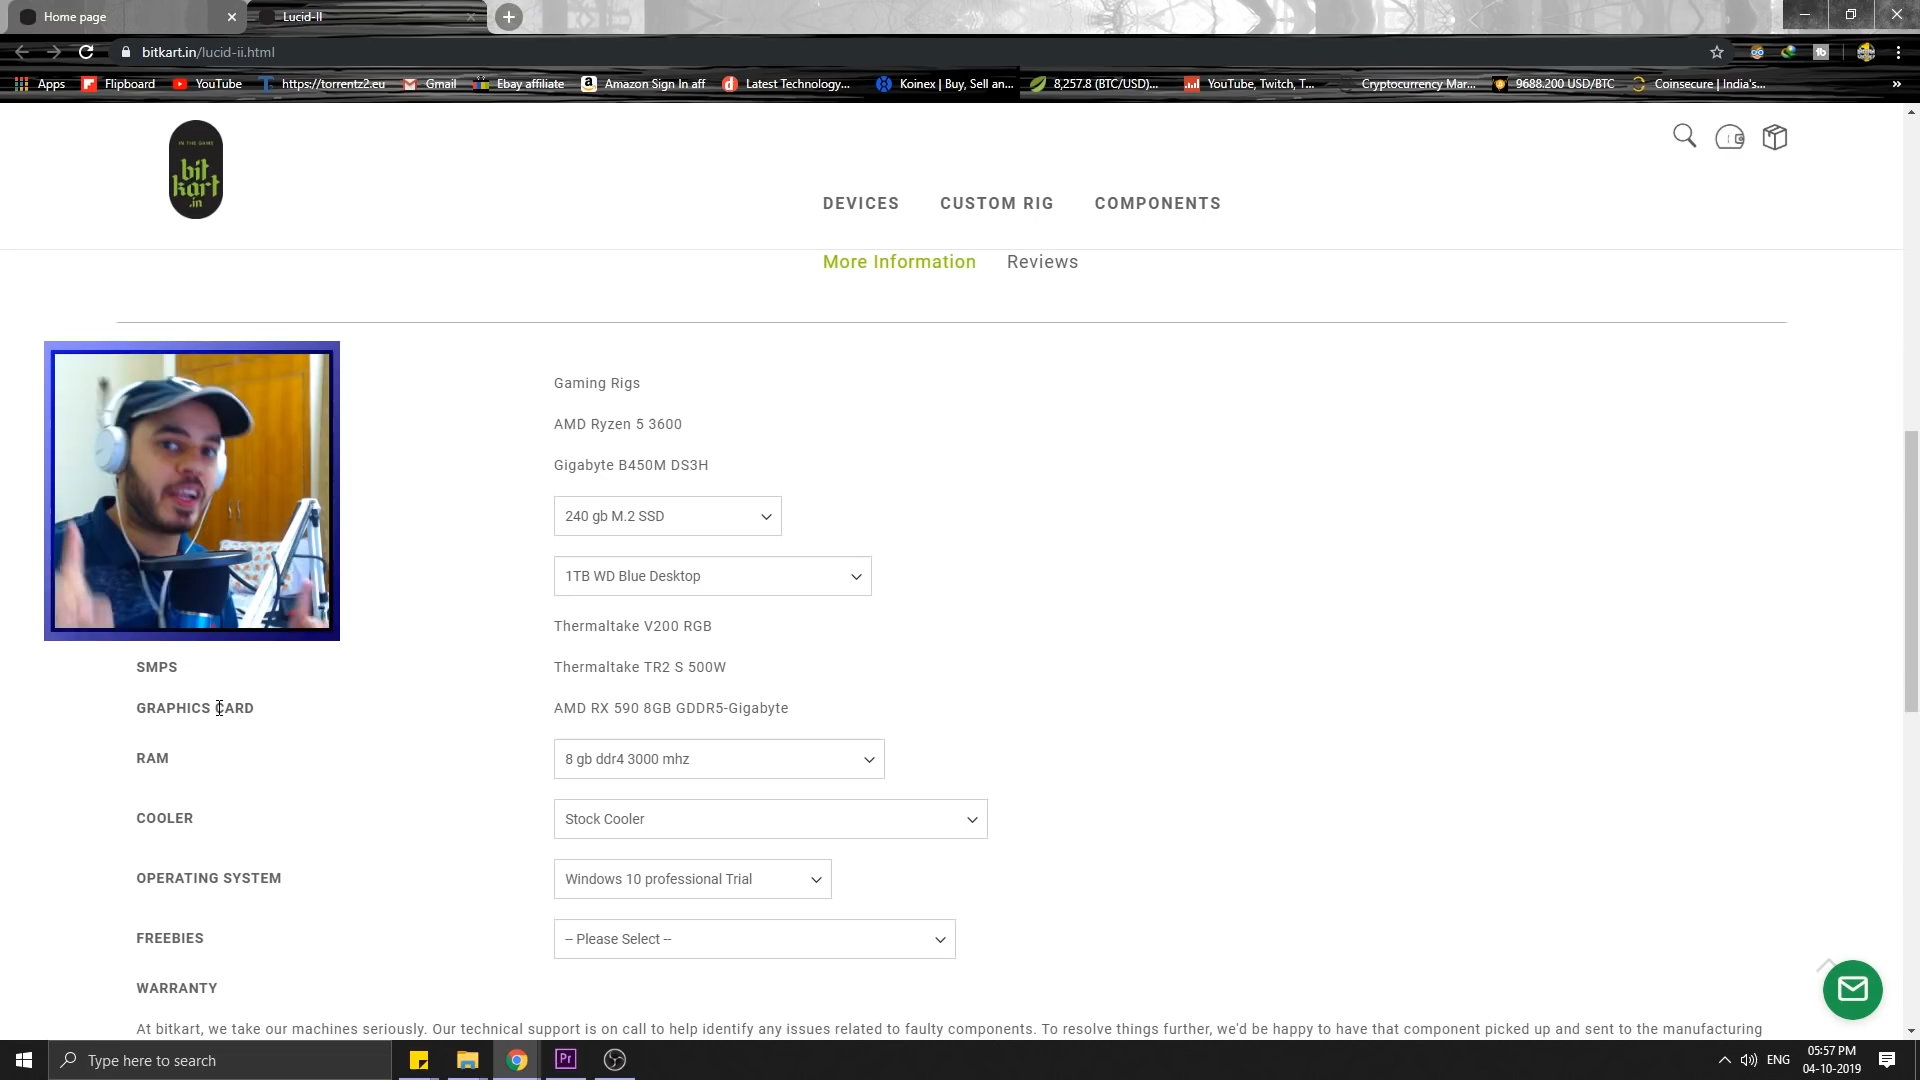 Home page
Lucid-II
bitkart.in/lucid-ii.html
Apps
Flipboard
YouTube
https://torrentz2.eu
Gmail
Ebay affiliate
Amazon Sign In aff
Latest Technology...
Koinex | Buy, Sell an...
8,257.8 (BTC/USD)...
YouTube, Twitch, T...
Cryptocurrency Mar...
9688.200 USD/BTC
Coinsecure | India's...
»
IN THE GAME
bit
kart
.in
DEVICES
CUSTOM RIG
COMPONENTS
More Information
Reviews
Gaming Rigs
AMD Ryzen 5 3600
Gigabyte B450M DS3H
240 gb M.2 SSD
1TB WD Blue Desktop
Thermaltake V200 RGB
SMPS
Thermaltake TR2 S 500W
GRAPHICS CARD
AMD RX 590 8GB GDDR5-Gigabyte
RAM
8 gb ddr4 3000 mhz
COOLER
Stock Cooler
OPERATING SYSTEM
Windows 10 professional Trial
FREEBIES
-- Please Select --
WARRANTY
At bitkart, we take our machines seriously. Our technical support is on call to help identify any issues related to faulty components. To resolve things further, we'd be happy to have that component picked up and sent to the manufacturing
Type here to search
Pr
ENG
05:57 PM
04-10-2019